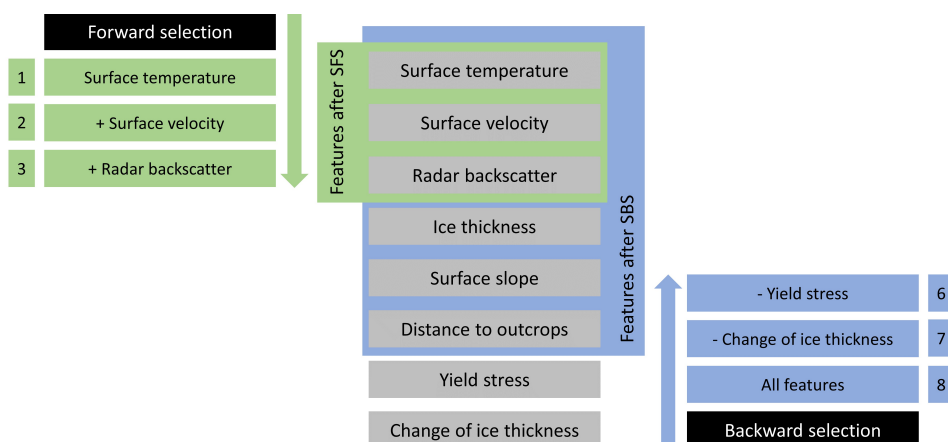 Forward selection
1
Surface temperature
2
+ Surface velocity
3
+ Radar backscatter
Features after SFS
Surface temperature
Surface velocity
Radar backscatter
Ice thickness
Surface slope
Distance to outcrops
Yield stress
Change of ice thickness
Features after SBS
- Yield stress
6
- Change of ice thickness
7
All features
8
Backward selection